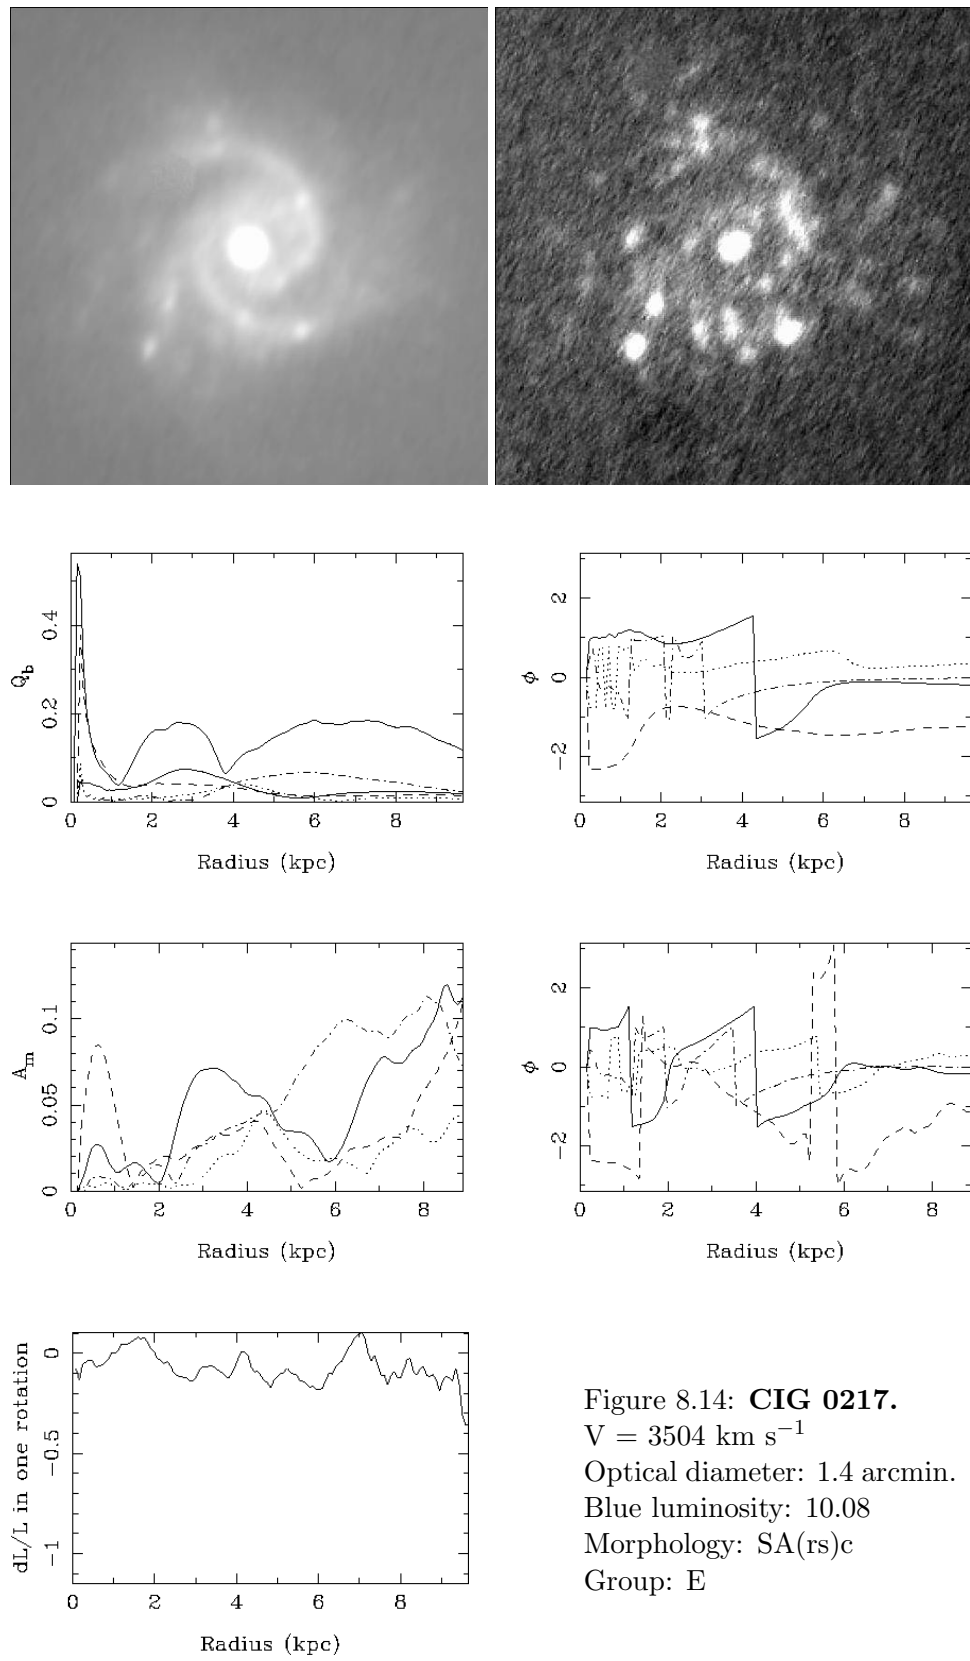 0 0.2 0.4
Q_b
0 2 4 6 8
Radius (kpc)
−2 0 2
ϕ
0 2 4 6 8
Radius (kpc)
0 0.05 0.1
A_m
0 2 4 6 8
Radius (kpc)
−2 0 2
ϕ
0 2 4 6 8
Radius (kpc)
−1 −0.5 0
dL/L in one rotation
0 2 4 6 8
Radius (kpc)
Figure 8.14: CIG 0217.
V = 3504 km s⁻¹
Optical diameter: 1.4 arcmin.
Blue luminosity: 10.08
Morphology: SA(rs)c
Group: E